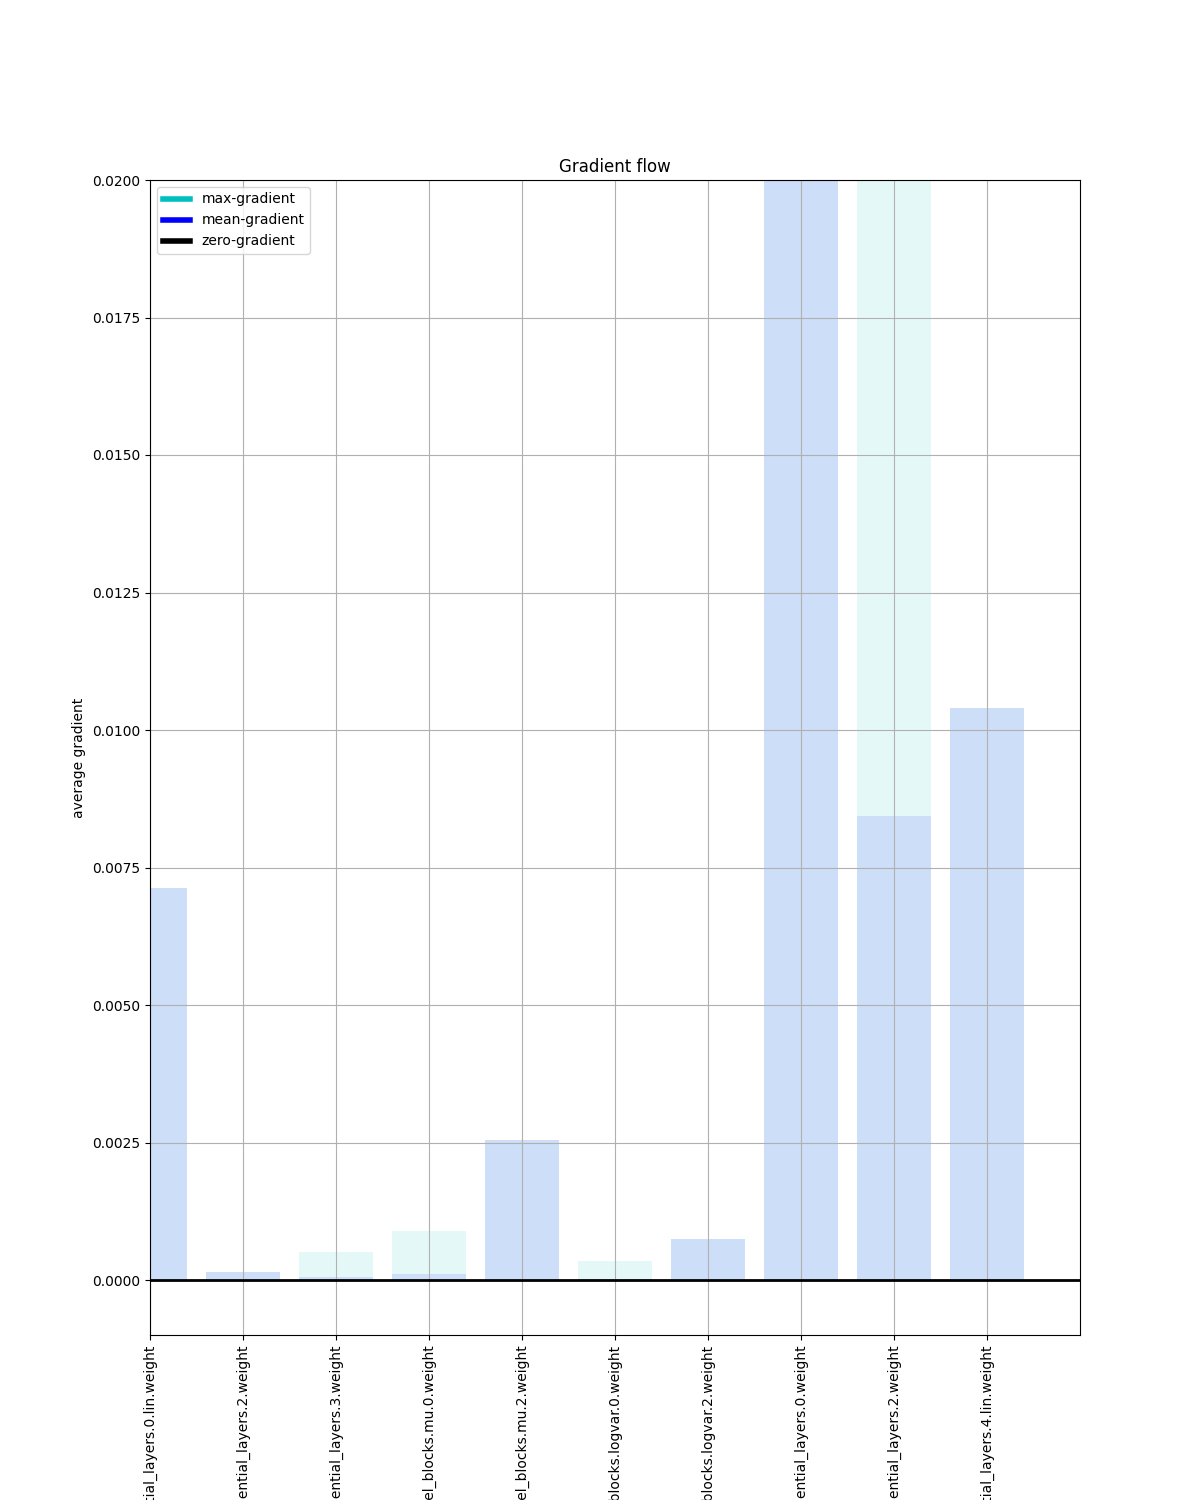 Gradient flow
max-gradient
mean-gradient
zero-gradient
average gradient
0.0200
0.0175
0.0150
0.0125
0.0100
0.0075
0.0050
0.0025
0.0000
tial_layers.0.lin.weight
ential_layers.2.weight
ential_layers.3.weight
el_blocks.mu.0.weight
el_blocks.mu.2.weight
blocks.logvar.0.weight
blocks.logvar.2.weight
ential_layers.0.weight
ential_layers.2.weight
tial_layers.4.lin.weight